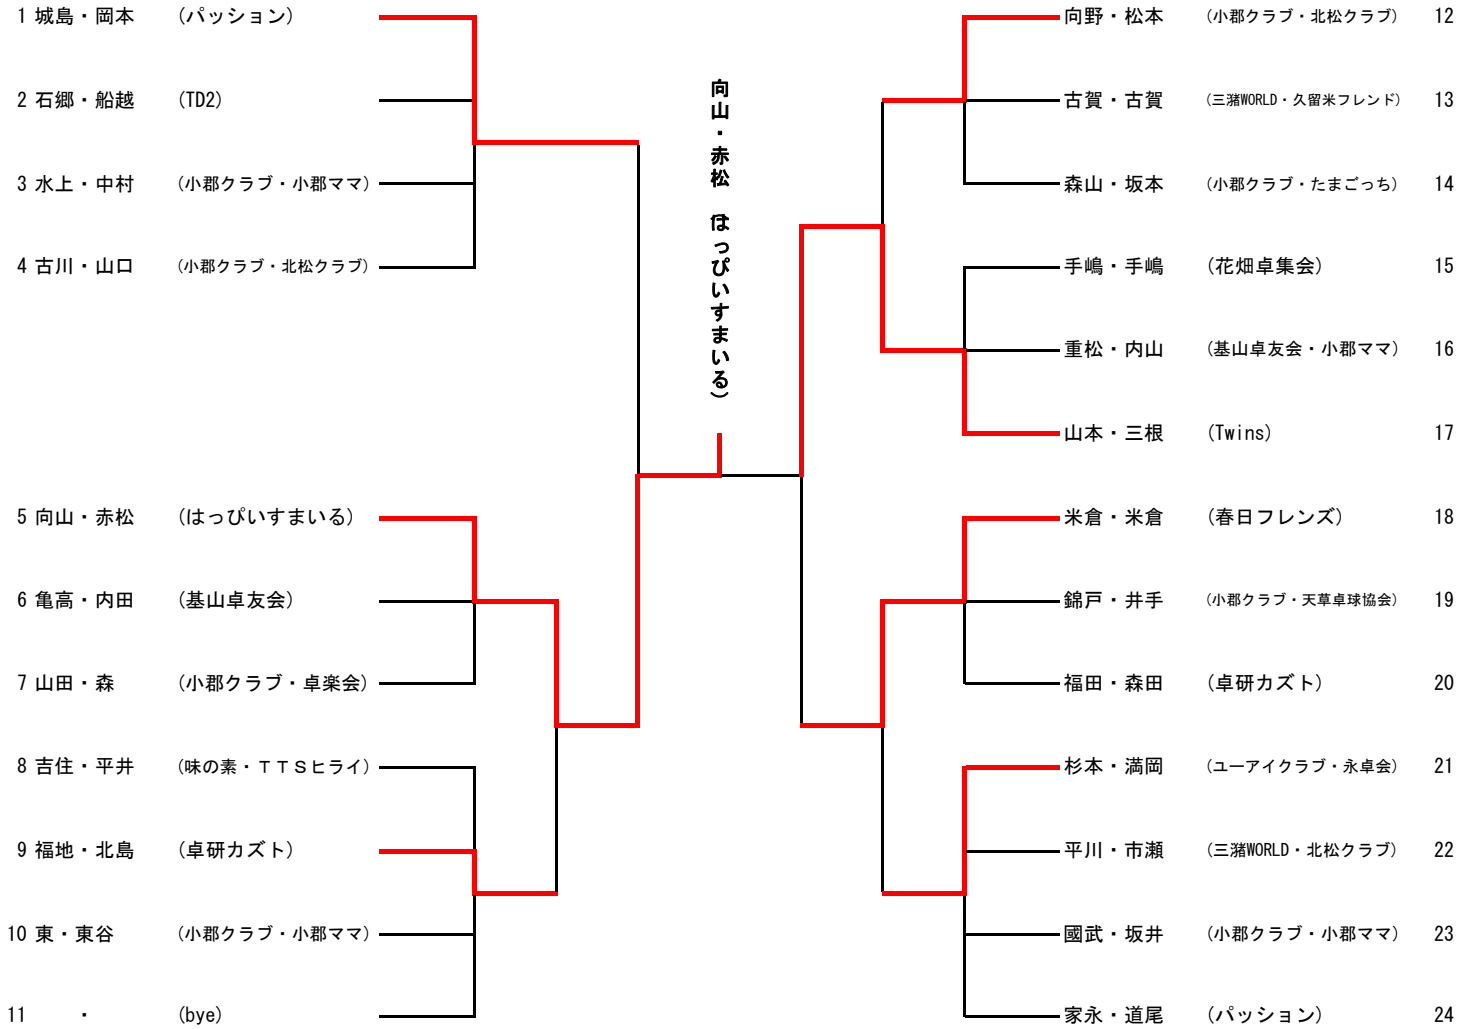 1 城島・岡本 (パッション)
2 石郷・船越 (TD2)
3 水上・中村 (小郡クラブ・小郡ママ)
4 古川・山口 (小郡クラブ・北松クラブ)
5 向山・赤松 (はっぴいすまいる)
6 亀高・内田 (基山卓友会)
7 山田・森 (小郡クラブ・卓楽会)
8 吉住・平井 (味の素・ＴＴＳヒライ)
9 福地・北島 (卓研カズト)
10 東・東谷 (小郡クラブ・小郡ママ)
11 ・ (bye)
向山・赤松 (はっぴいすまいる)
向野・松本 (小郡クラブ・北松クラブ) 12
古賀・古賀 (三潴WORLD・久留米フレンド) 13
森山・坂本 (小郡クラブ・たまごっち) 14
手嶋・手嶋 (花畑卓集会) 15
重松・内山 (基山卓友会・小郡ママ) 16
山本・三根 (Twins) 17
米倉・米倉 (春日フレンズ) 18
錦戸・井手 (小郡クラブ・天草卓球協会) 19
福田・森田 (卓研カズト) 20
杉本・満岡 (ユーアイクラブ・永卓会) 21
平川・市瀬 (三潴WORLD・北松クラブ) 22
國武・坂井 (小郡クラブ・小郡ママ) 23
家永・道尾 (パッション) 24